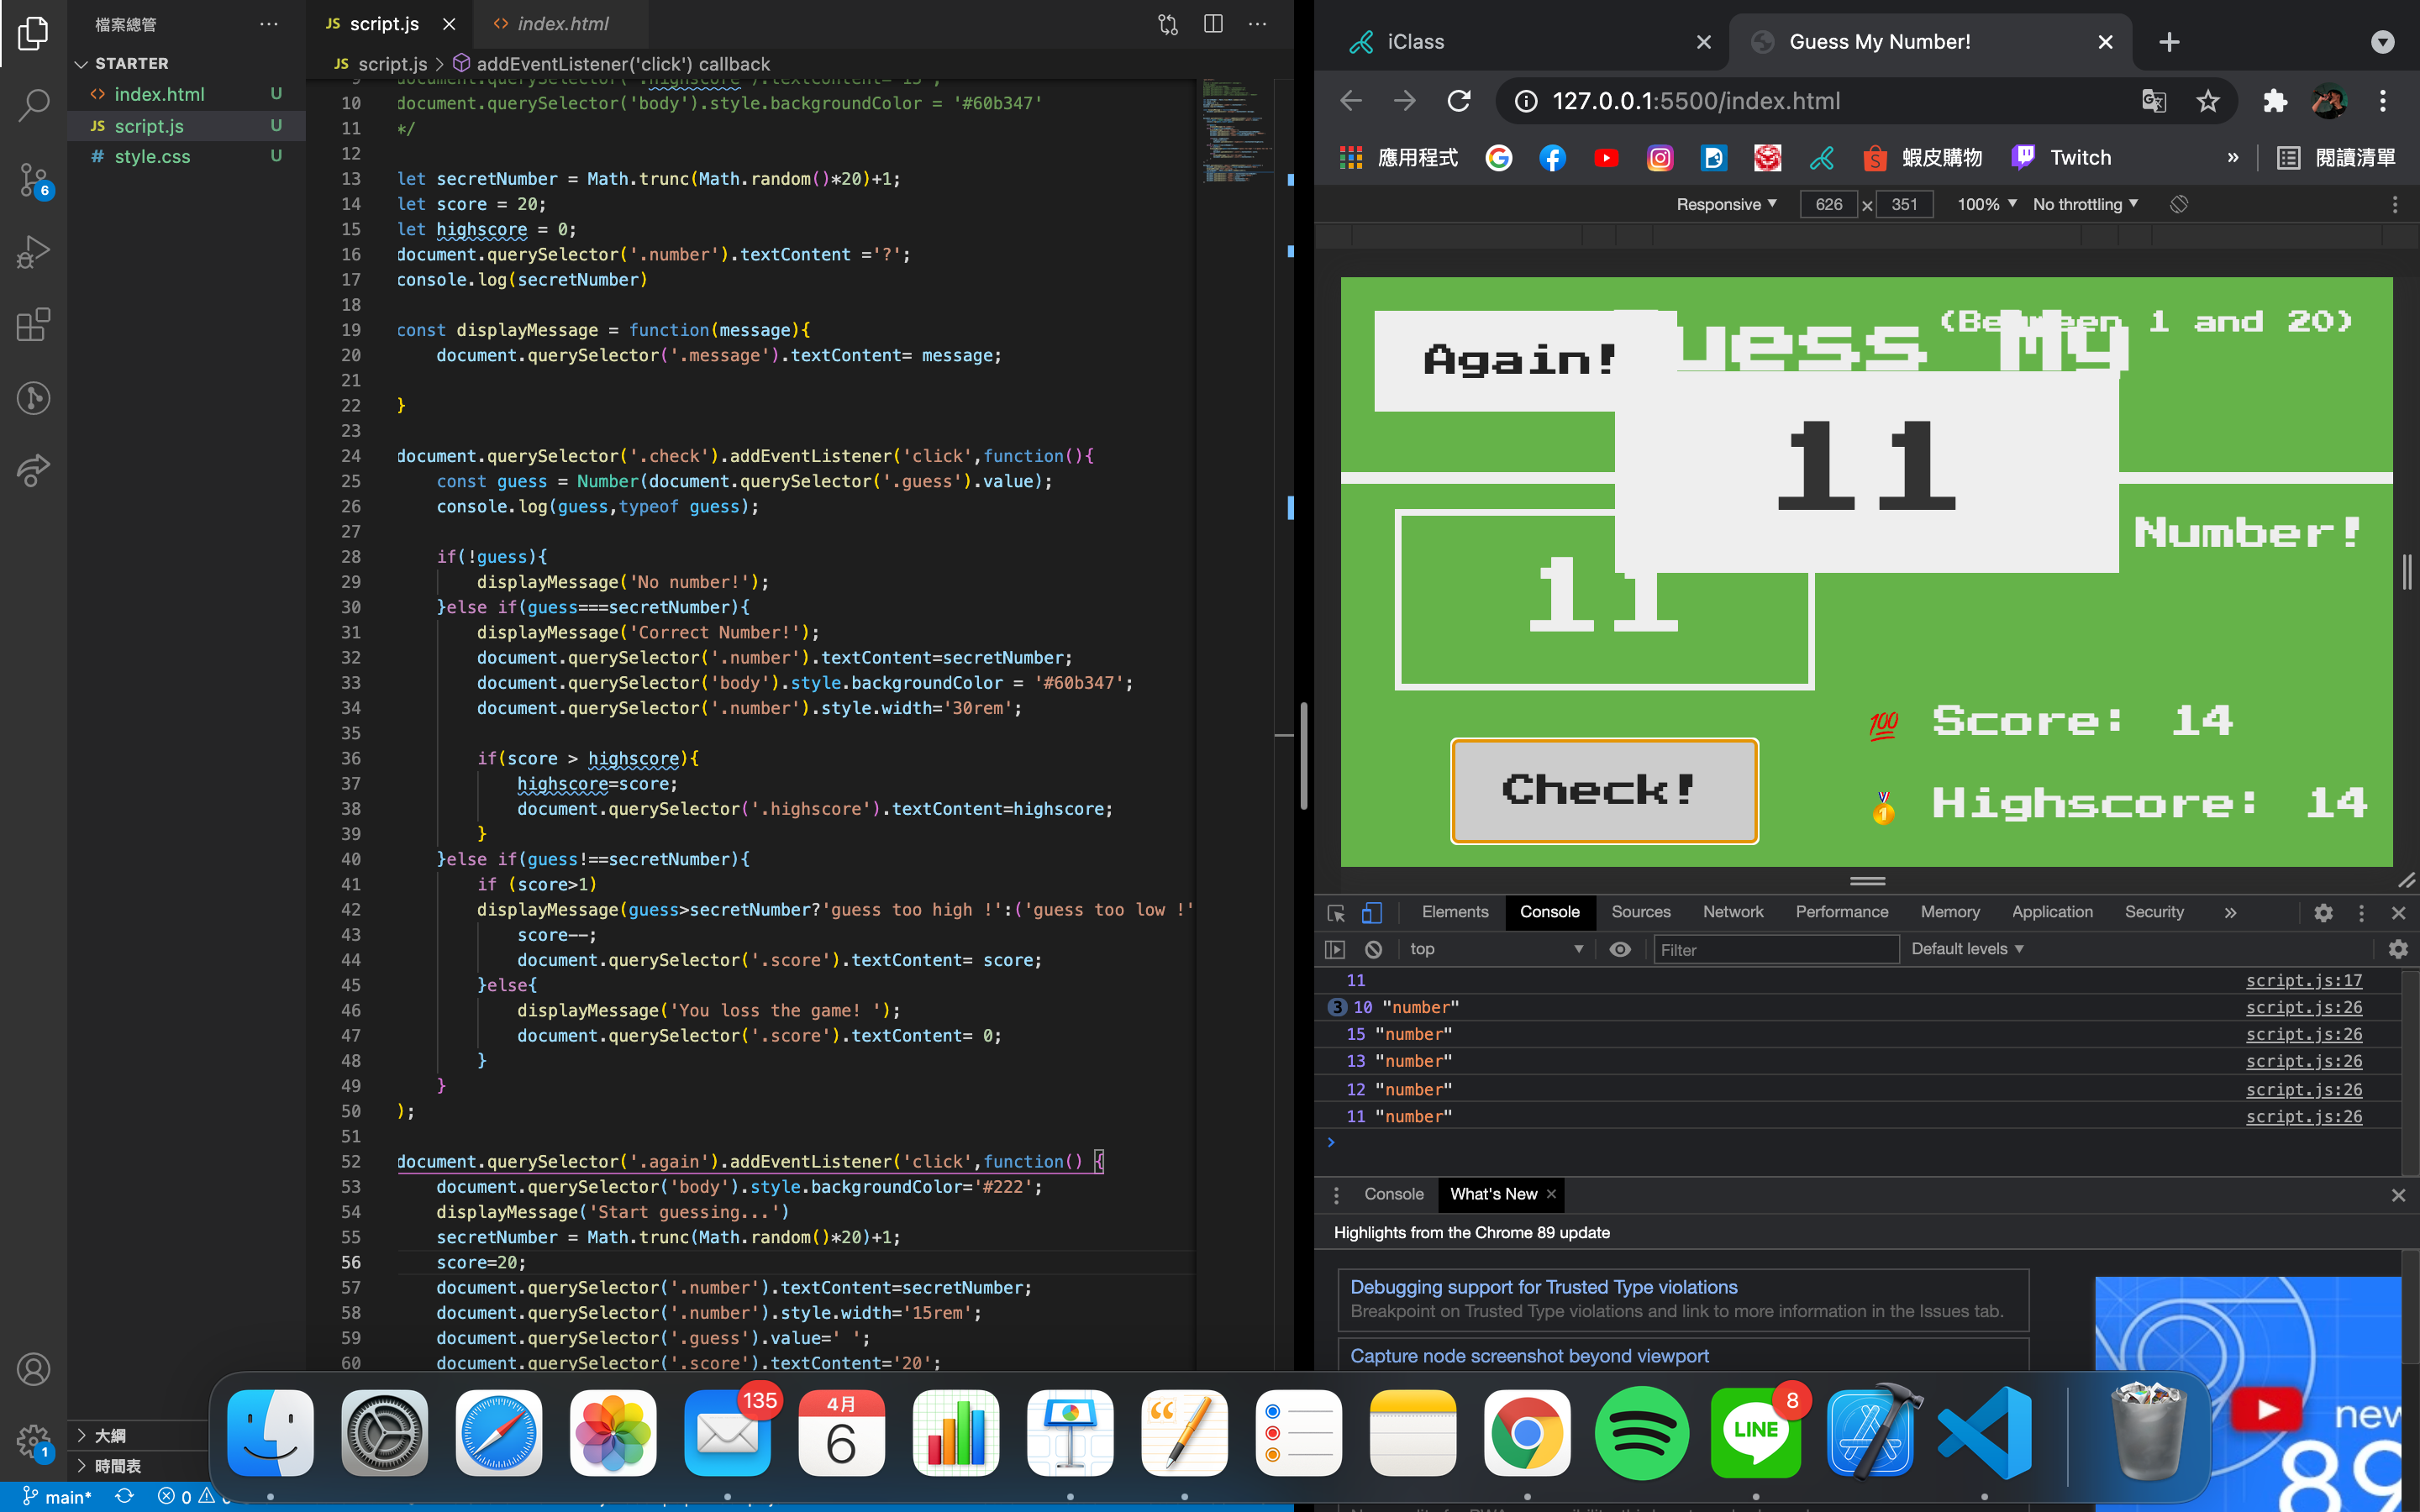 檔案總管
STARTER
index.html U
script.js U
style.css U
大綱
時間表
main*
0
6
1
JS script.js
index.html
JS script.js > addEventListener('click') callback
10 document.querySelector('body').style.backgroundColor = '#60b347'
11 */
12
13 let secretNumber = Math.trunc(Math.random()*20)+1;
14 let score = 20;
15 let highscore = 0;
16 document.querySelector('.number').textContent ='?';
17 console.log(secretNumber)
18
19 const displayMessage = function(message){
20 document.querySelector('.message').textContent= message;
21
22 }
23
24 document.querySelector('.check').addEventListener('click',function(){
25 const guess = Number(document.querySelector('.guess').value);
26 console.log(guess,typeof guess);
27
28 if(!guess){
29 displayMessage('No number!');
30 }else if(guess===secretNumber){
31 displayMessage('Correct Number!');
32 document.querySelector('.number').textContent=secretNumber;
33 document.querySelector('body').style.backgroundColor = '#60b347';
34 document.querySelector('.number').style.width='30rem';
35
36 if(score > highscore){
37 highscore=score;
38 document.querySelector('.highscore').textContent=highscore;
39 }
40 }else if(guess!==secretNumber){
41 if (score>1)
42 displayMessage(guess>secretNumber?'guess too high !':('guess too low !'
43 score--;
44 document.querySelector('.score').textContent= score;
45 }else{
46 displayMessage('You loss the game! ');
47 document.querySelector('.score').textContent= 0;
48 }
49 }
50 );
51
52 document.querySelector('.again').addEventListener('click',function() {
53 document.querySelector('body').style.backgroundColor='#222';
54 displayMessage('Start guessing...')
55 secretNumber = Math.trunc(Math.random()*20)+1;
56 score=20;
57 document.querySelector('.number').textContent=secretNumber;
58 document.querySelector('.number').style.width='15rem';
59 document.querySelector('.guess').value=' ';
60 document.querySelector('.score').textContent='20';
iClass
Guess My Number!
127.0.0.1:5500/index.html
應用程式
蝦皮購物
Twitch
»
閱讀清單
Responsive 626 × 351 100% No throttling
Again!
uess My
(Between 1 and 20)
11
Number!
11
💯 Score: 14
Check!
🥇 Highscore: 14
Elements Console Sources Network Performance Memory Application Security »
top Filter Default levels
11 script.js:17
3 10 "number" script.js:26
15 "number" script.js:26
13 "number" script.js:26
12 "number" script.js:26
11 "number" script.js:26
>
Console What's New
Highlights from the Chrome 89 update
Debugging support for Trusted Type violations
Breakpoint on Trusted Type violations and link to more information in the Issues tab.
Capture node screenshot beyond viewport
new
89
135
4月
6
LINE
8